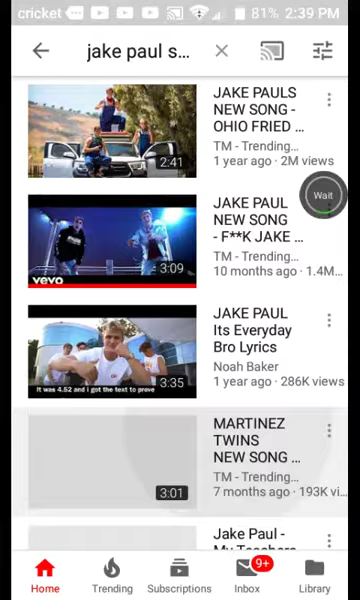 cricket 81% 2:39 PM
jake paul s...
JAKE PAULS
NEW SONG -
OHIO FRIED ...
TM - Trending...
1 year ago · 2M views
2:41
Wait
JAKE PAUL
NEW SONG
- F**K JAKE ...
TM - Trending...
10 months ago · 1.4M...
vevo
3:09
JAKE PAUL
Its Everyday
Bro Lyrics
Noah Baker
1 year ago · 286K views
It was 4.52 and i got the text to prove
3:35
MARTINEZ
TWINS
NEW SONG ...
TM - Trending...
7 months ago · 193K vi...
3:01
Jake Paul -
My Teachers
9+
Home Trending Subscriptions Inbox Library